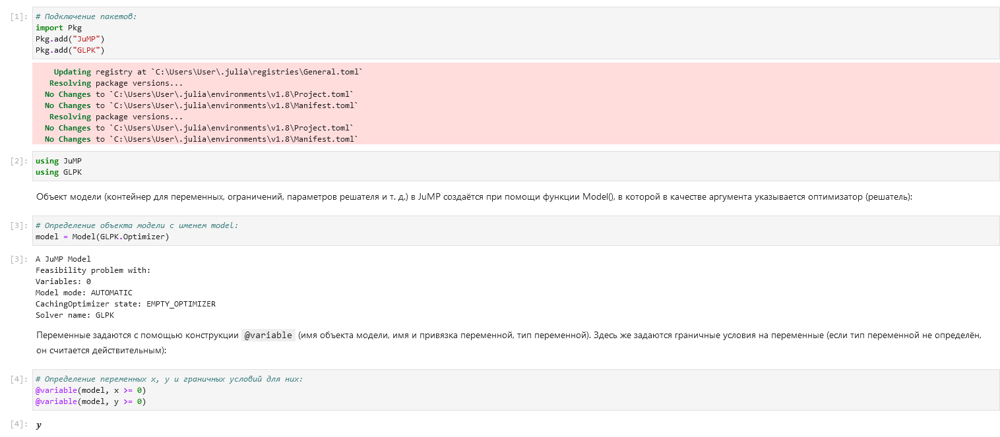 [1]: # Подключение пакетов:
import Pkg
Pkg.add("JuMP")
Pkg.add("GLPK")
Updating registry at `C:\Users\User\.julia\registries\General.toml`
Resolving package versions...
No Changes to `C:\Users\User\.julia\environments\v1.8\Project.toml`
No Changes to `C:\Users\User\.julia\environments\v1.8\Manifest.toml`
Resolving package versions...
No Changes to `C:\Users\User\.julia\environments\v1.8\Project.toml`
No Changes to `C:\Users\User\.julia\environments\v1.8\Manifest.toml`
[2]: using JuMP
using GLPK
Объект модели (контейнер для переменных, ограничений, параметров решателя и т. д.) в JuMP создаётся при помощи функции Model(), в которой в качестве аргумента указывается оптимизатор (решатель):
[3]: # Определение объекта модели с именем model:
model = Model(GLPK.Optimizer)
[3]: A JuMP Model
Feasibility problem with:
Variables: 0
Model mode: AUTOMATIC
CachingOptimizer state: EMPTY_OPTIMIZER
Solver name: GLPK
Переменные задаются с помощью конструкции @variable (имя объекта модели, имя и привязка переменной, тип переменной). Здесь же задаются граничные условия на переменные (если тип переменной не определён,
он считается действительным):
[4]: # Определение переменных x, y и граничных условий для них:
@variable(model, x >= 0)
@variable(model, y >= 0)
[4]: y